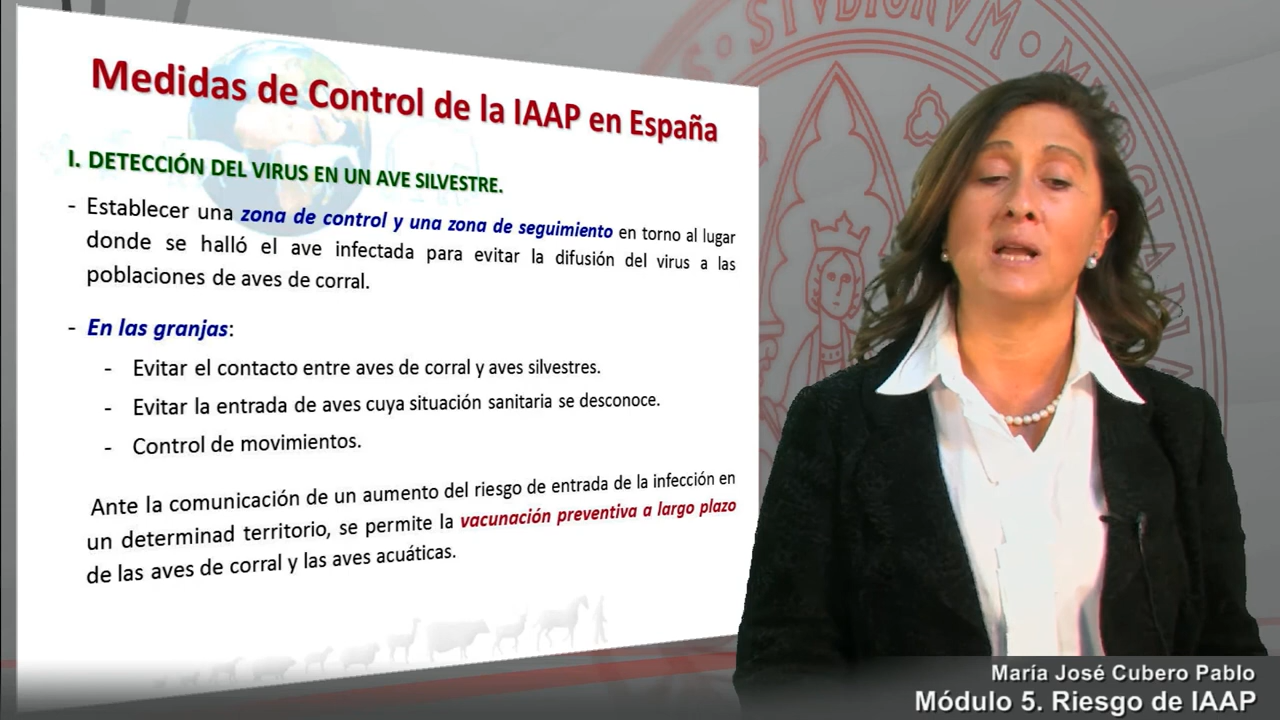 Medidas de Control de la IAAP en España
I. DETECCIÓN DEL VIRUS EN UN AVE SILVESTRE.
- Establecer una zona de control y una zona de seguimiento en torno al lugar
donde se halló el ave infectada para evitar la difusión del virus a las
poblaciones de aves de corral.
- En las granjas:
- Evitar el contacto entre aves de corral y aves silvestres.
- Evitar la entrada de aves cuya situación sanitaria se desconoce.
- Control de movimientos.
Ante la comunicación de un aumento del riesgo de entrada de la infección en
un determinad territorio, se permite la vacunación preventiva a largo plazo
de las aves de corral y las aves acuáticas.
STVDIORVM
María José Cubero Pablo
Módulo 5. Riesgo de IAAP